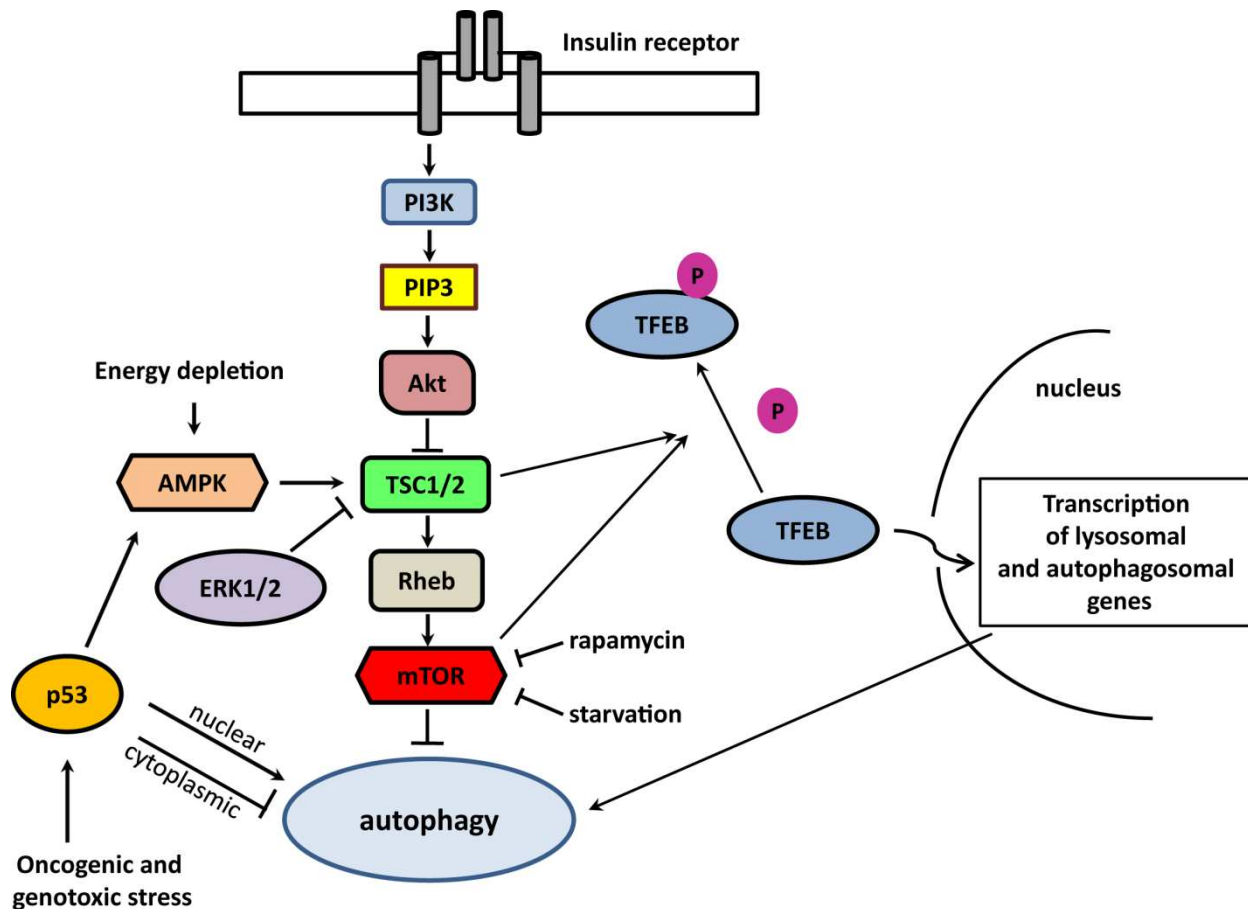 Insulin receptor
PI3K
PIP3
P
TFEB
Akt
Energy depletion
nucleus
P
AMPK
TSC1/2
TFEB
Transcription
of lysosomal
and autophagosomal
genes
ERK1/2
Rheb
rapamycin
mTOR
starvation
p53
nuclear
cytoplasmic
autophagy
Oncogenic and
genotoxic stress